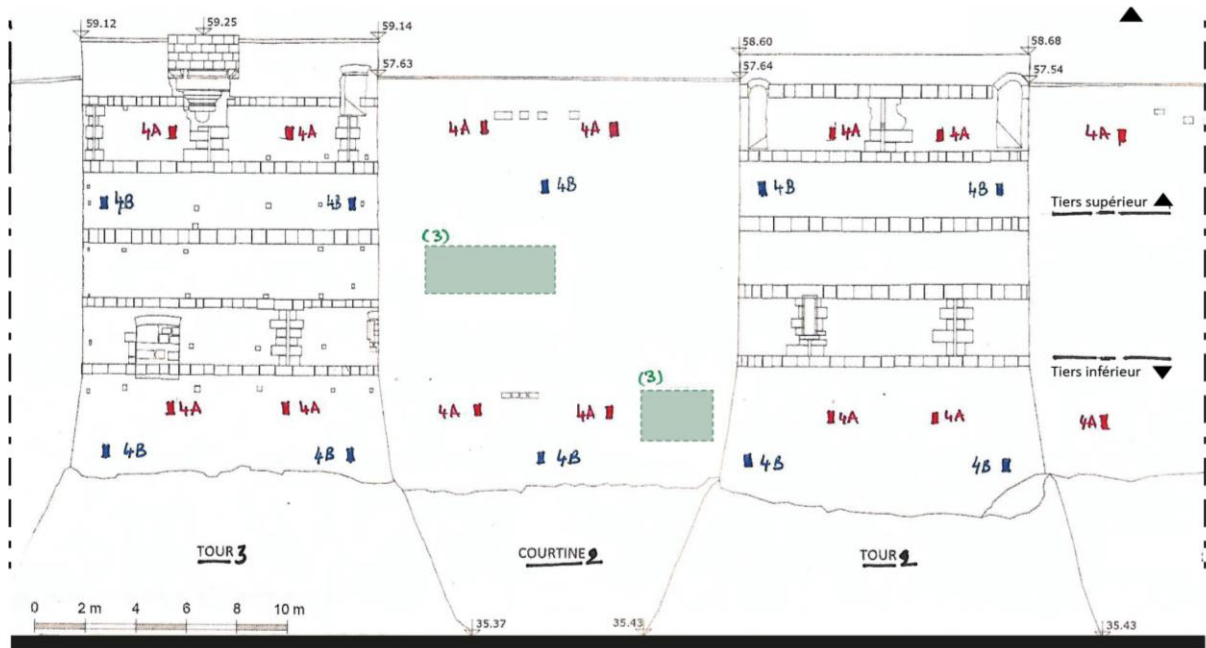 59.12
59.25
59.14
57.63
58.60
57.64
58.68
57.54
4A
4A
4A
4A
4A
4A
4A
4B
4B
4B
4B
4B
Tiers supérieur
(3)
Tiers inférieur
(3)
4A
4A
4A
4A
4A
4A
4A
4B
4B
4B
4B
4B
TOUR 3
COURTINE 2
TOUR 2
0 2 m 4 6 8 10 m
35.37
35.43
35.43